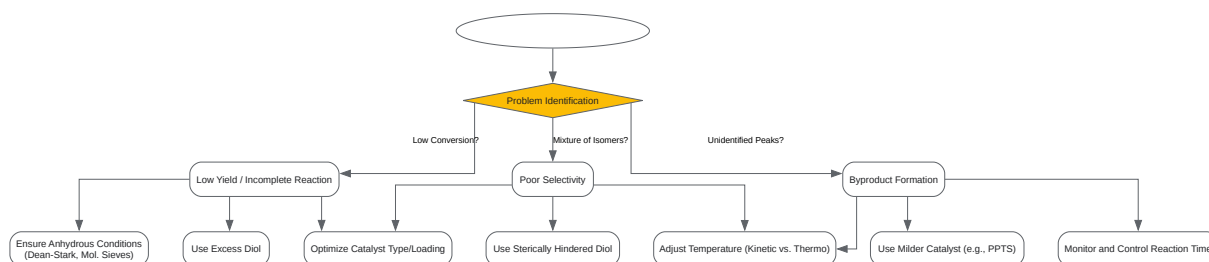 Problem Identification
Low Conversion?
Mixture of Isomers?
Unidentified Peaks?
Low Yield / Incomplete Reaction
Poor Selectivity
Byproduct Formation
Ensure Anhydrous Conditions
(Dean-Stark, Mol. Sieves)
Use Excess Diol
Optimize Catalyst Type/Loading
Use Sterically Hindered Diol
Adjust Temperature (Kinetic vs. Thermo)
Use Milder Catalyst (e.g., PPTS)
Monitor and Control Reaction Time